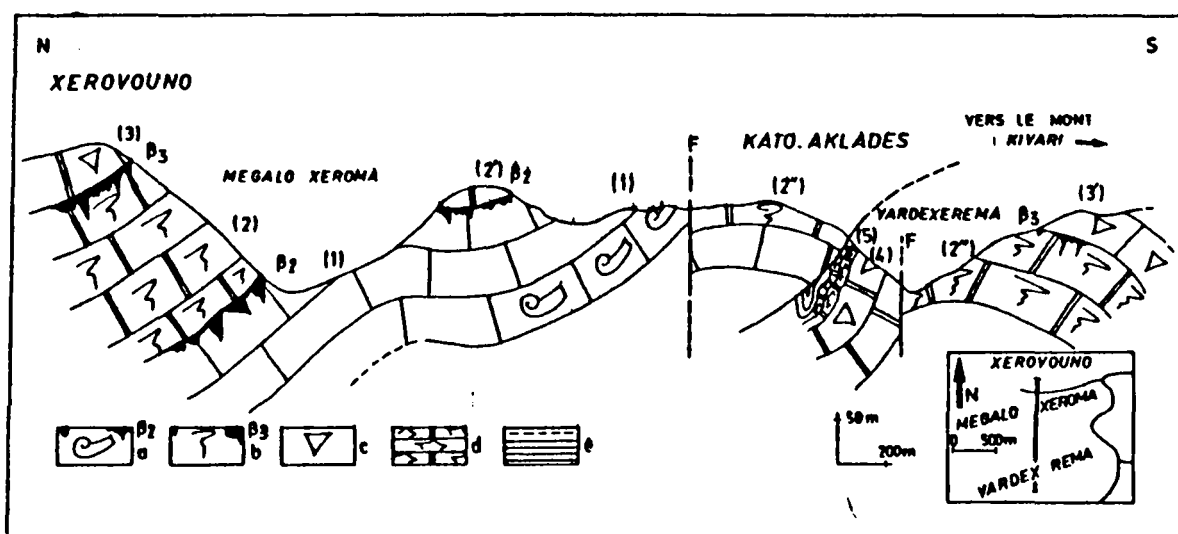 N
S
XEROVOUNO
VERS LE MONT
KIVARI
F
KATO. AKLADES
(3) β3
MEGALO XEROMA
(2') β2
(1)
(2'')
(3')
VARDEXEREMA
β3
(2)
(5)
(4)
F
(2'')
(1)
β2
XEROVOUNO
N
XEROMA
MEGALO
0 500m
VARDEX REMA
50m
200m
β2
a
β3
b
c
d
e